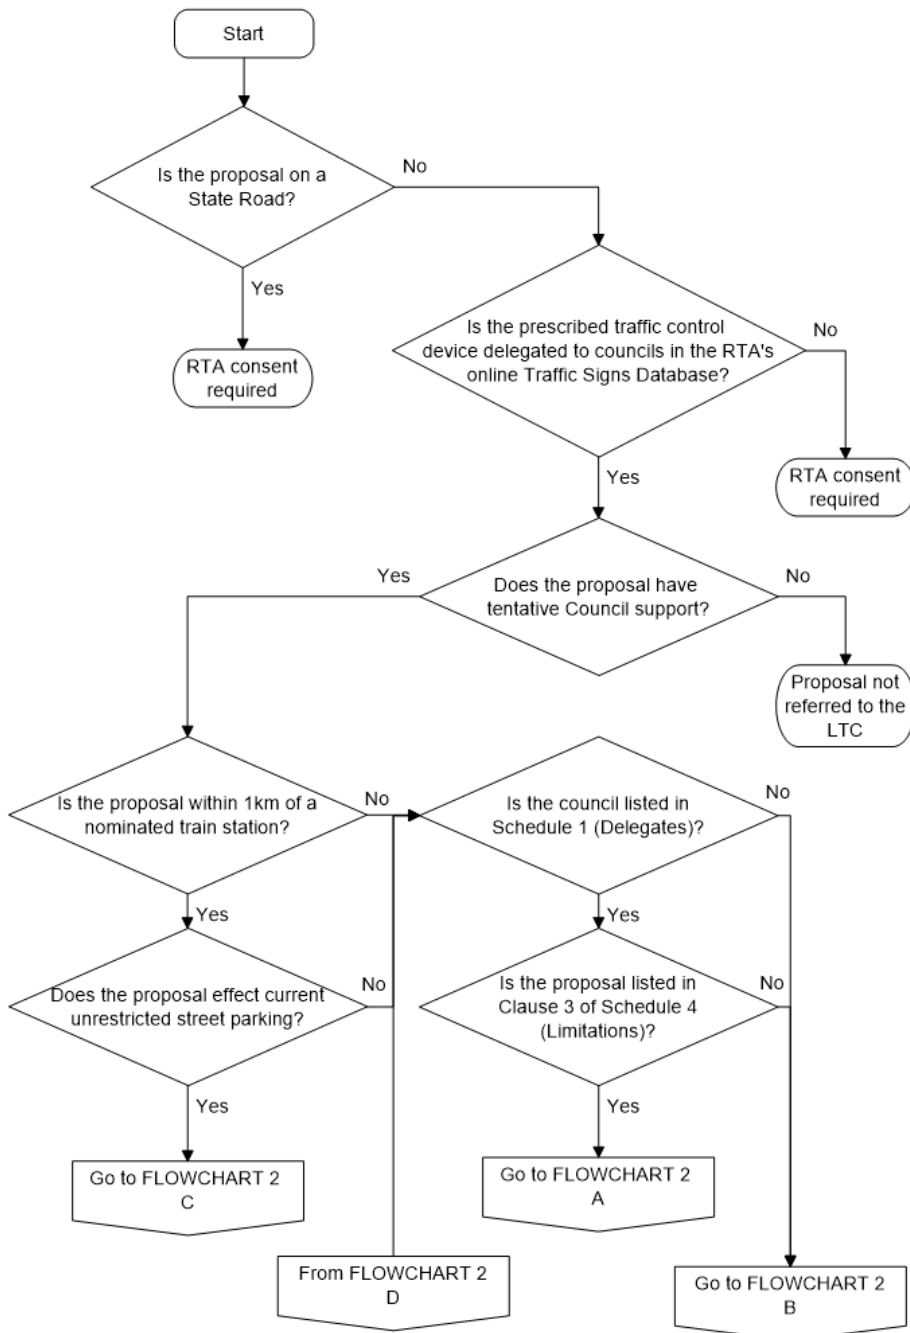 Start
Is the proposal on a
State Road?
No
Yes
RTA consent
required
Is the prescribed traffic control
device delegated to councils in the RTA's
online Traffic Signs Database?
No
RTA consent
required
Yes
Does the proposal have
tentative Council support?
Yes
No
Proposal not
referred to the
LTC
Is the proposal within 1km of a
nominated train station?
No
Is the council listed in
Schedule 1 (Delegates)?
No
Yes
Yes
Does the proposal effect current
unrestricted street parking?
No
Is the proposal listed in
Clause 3 of Schedule 4
(Limitations)?
No
Yes
Yes
Go to FLOWCHART 2
C
Go to FLOWCHART 2
A
From FLOWCHART 2
D
Go to FLOWCHART 2
B